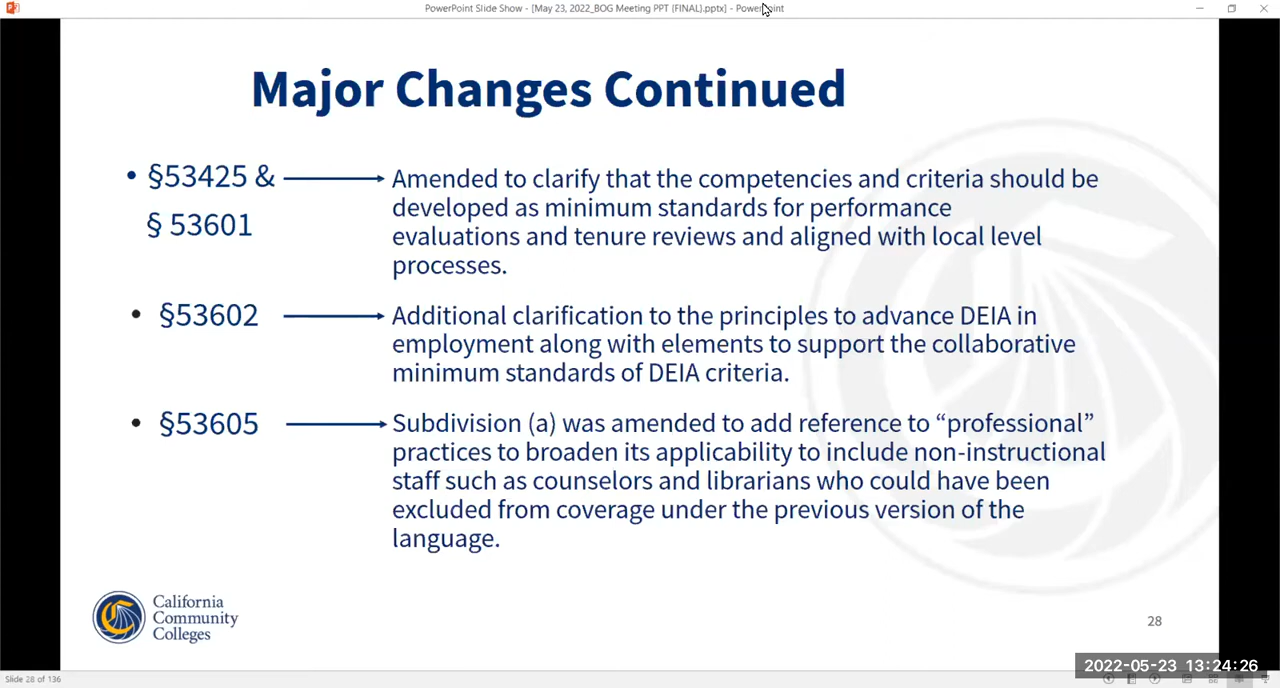 PowerPoint Slide Show - [May 23, 2022_BOG Meeting PPT (FINAL).pptx] - PowerPoint
Major Changes Continued
• §53425 & Amended to clarify that the competencies and criteria should be
developed as minimum standards for performance
§ 53601 evaluations and tenure reviews and aligned with local level
processes.
• §53602 Additional clarification to the principles to advance DEIA in
employment along with elements to support the collaborative
minimum standards of DEIA criteria.
• §53605 Subdivision (a) was amended to add reference to “professional”
practices to broaden its applicability to include non-instructional
staff such as counselors and librarians who could have been
excluded from coverage under the previous version of the
language.
California
Community
Colleges
28
2022-05-23 13:24:26
Slide 28 of 136